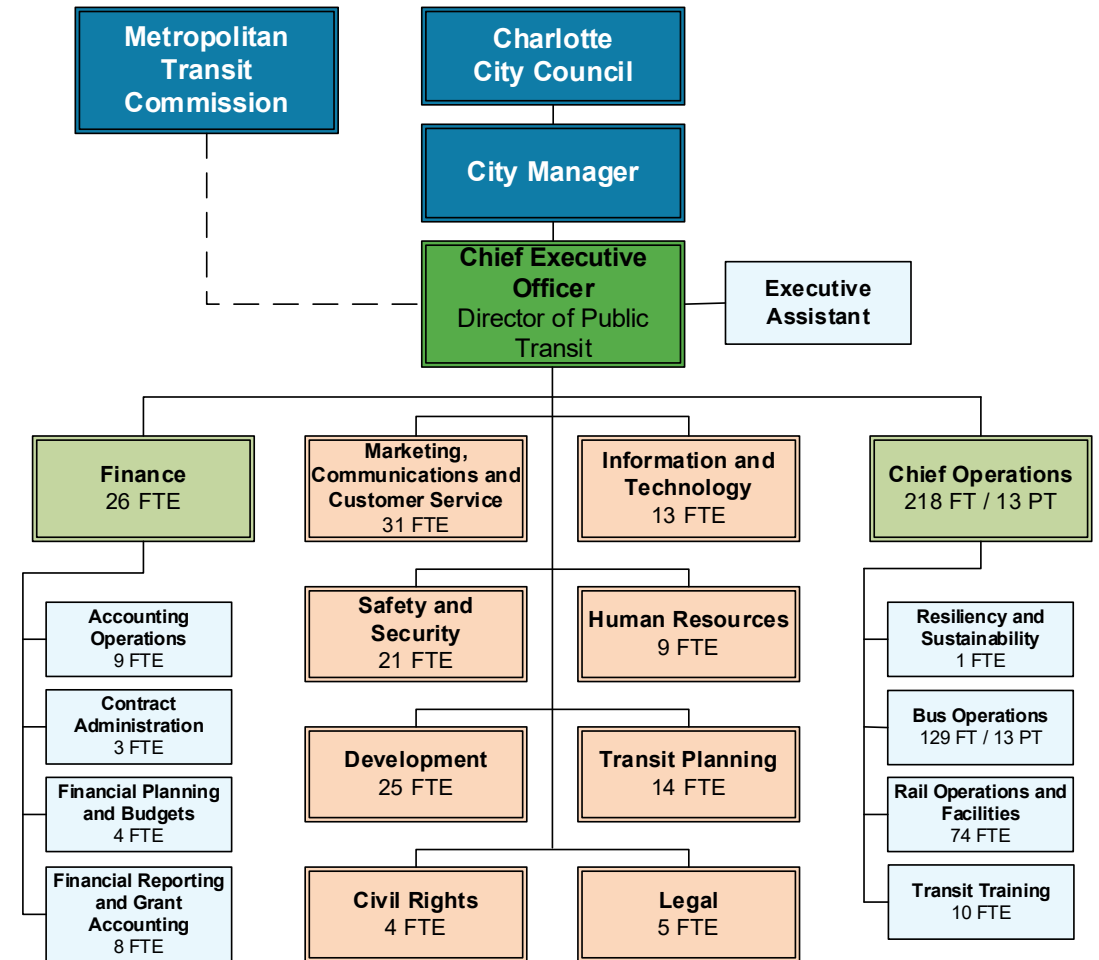 Metropolitan
Transit
Commission
Charlotte
City Council
City Manager
Chief Executive
Officer
Director of Public
Transit
Executive
Assistant
Finance
26 FTE
Marketing,
Communications and
Customer Service
31 FTE
Information and
Technology
13 FTE
Chief Operations
218 FT / 13 PT
Accounting
Operations
9 FTE
Contract
Administration
3 FTE
Financial Planning
and Budgets
4 FTE
Financial Reporting
and Grant
Accounting
8 FTE
Safety and
Security
21 FTE
Human Resources
9 FTE
Development
25 FTE
Transit Planning
14 FTE
Civil Rights
4 FTE
Legal
5 FTE
Resiliency and
Sustainability
1 FTE
Bus Operations
129 FT / 13 PT
Rail Operations and
Facilities
74 FTE
Transit Training
10 FTE